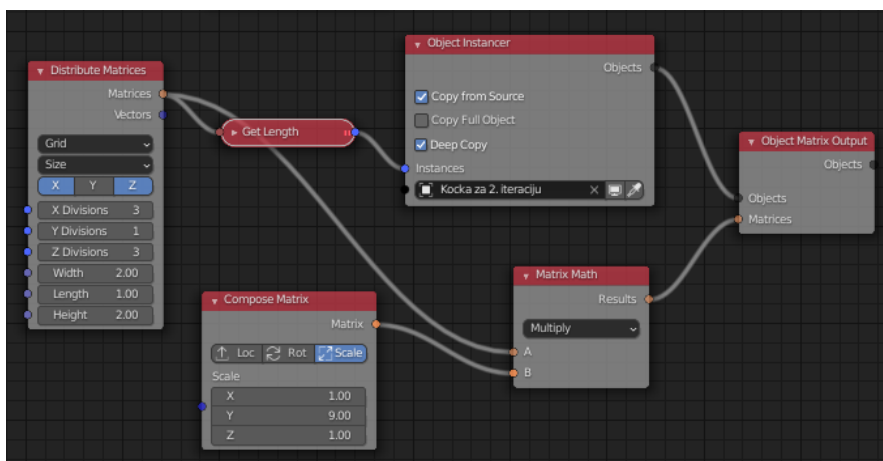 Distribute Matrices
Matrices
Vectors
Grid
Size
X Y Z
X Divisions 3
Y Divisions 1
Z Divisions 3
Width 2.00
Length 1.00
Height 2.00
Get Length
Object Instancer
Objects
Copy from Source
Copy Full Object
Deep Copy
Instances
Kocka za 2. iteraciju
Object Matrix Output
Objects
Objects
Matrices
Compose Matrix
Matrix
Loc Rot Scale
Scale
X 1.00
Y 9.00
Z 1.00
Matrix Math
Results
Multiply
A
B